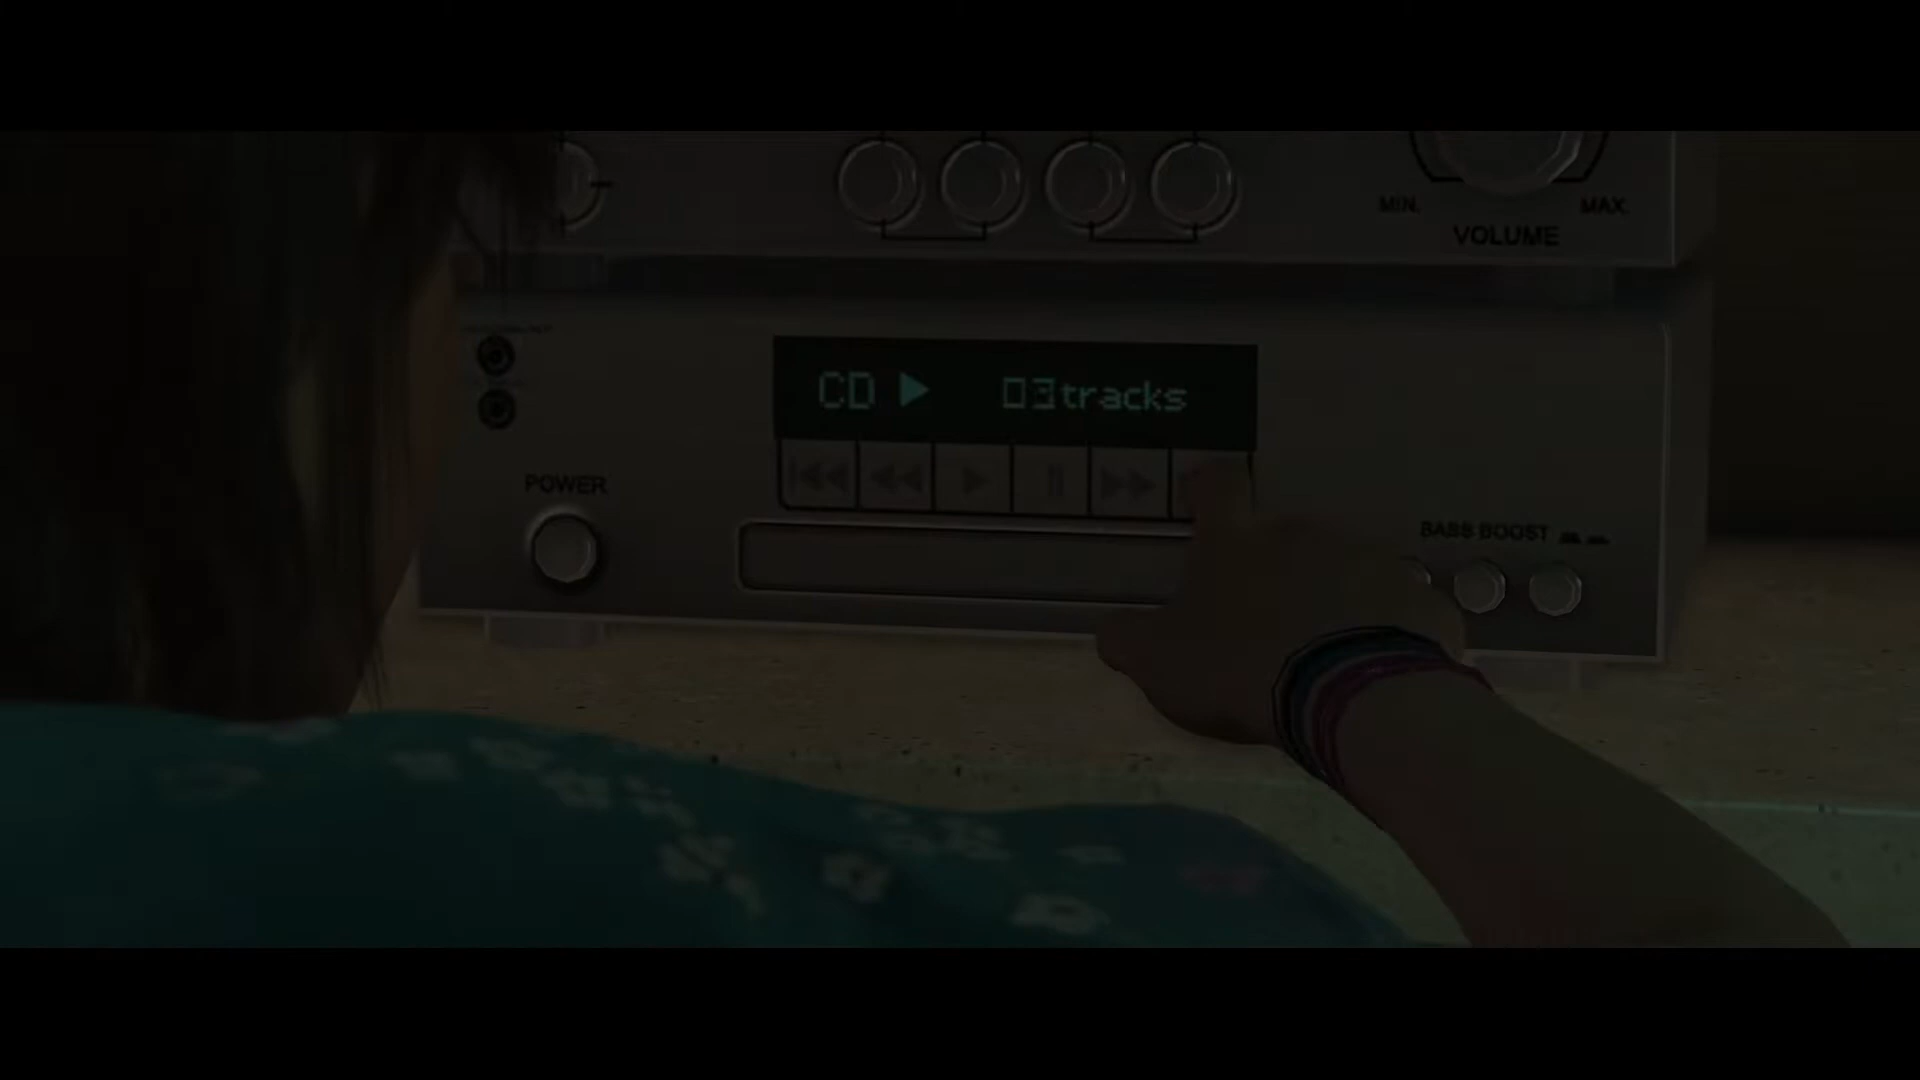 MIN.
MAX.
VOLUME
CD ▶ 03tracks
POWER
BASS BOOST